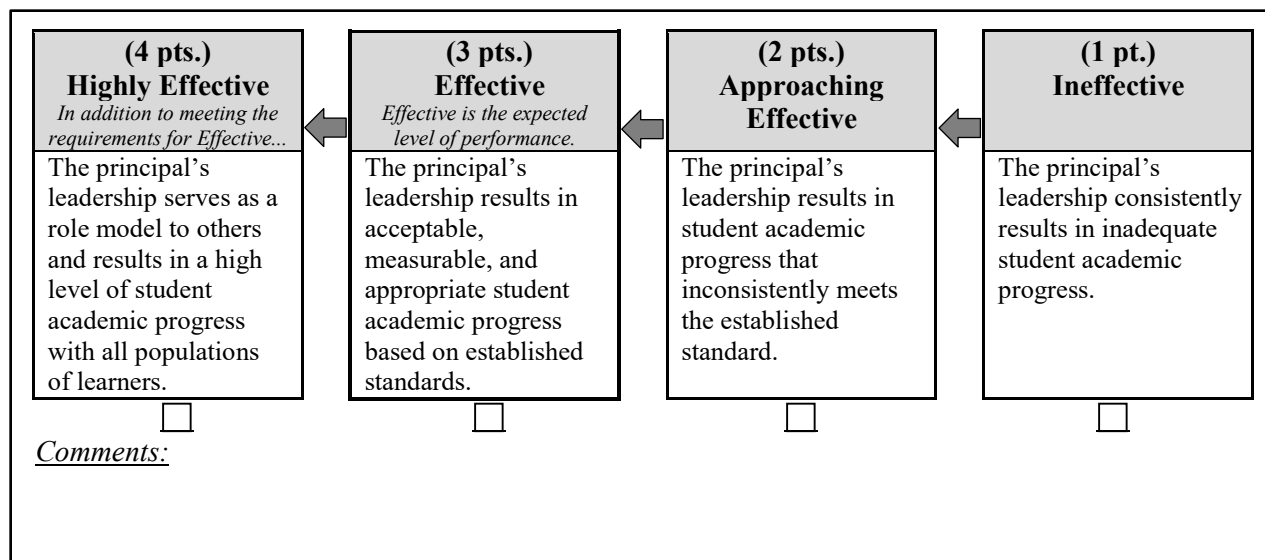 (4 pts.)
Highly Effective
In addition to meeting the
requirements for Effective...
The principal’s
leadership serves as a
role model to others
and results in a high
level of student
academic progress
with all populations
of learners.
(3 pts.)
Effective
Effective is the expected
level of performance.
The principal’s
leadership results in
acceptable,
measurable, and
appropriate student
academic progress
based on established
standards.
(2 pts.)
Approaching
Effective
The principal’s
leadership results in
student academic
progress that
inconsistently meets
the established
standard.
(1 pt.)
Ineffective
The principal’s
leadership consistently
results in inadequate
student academic
progress.
Comments: